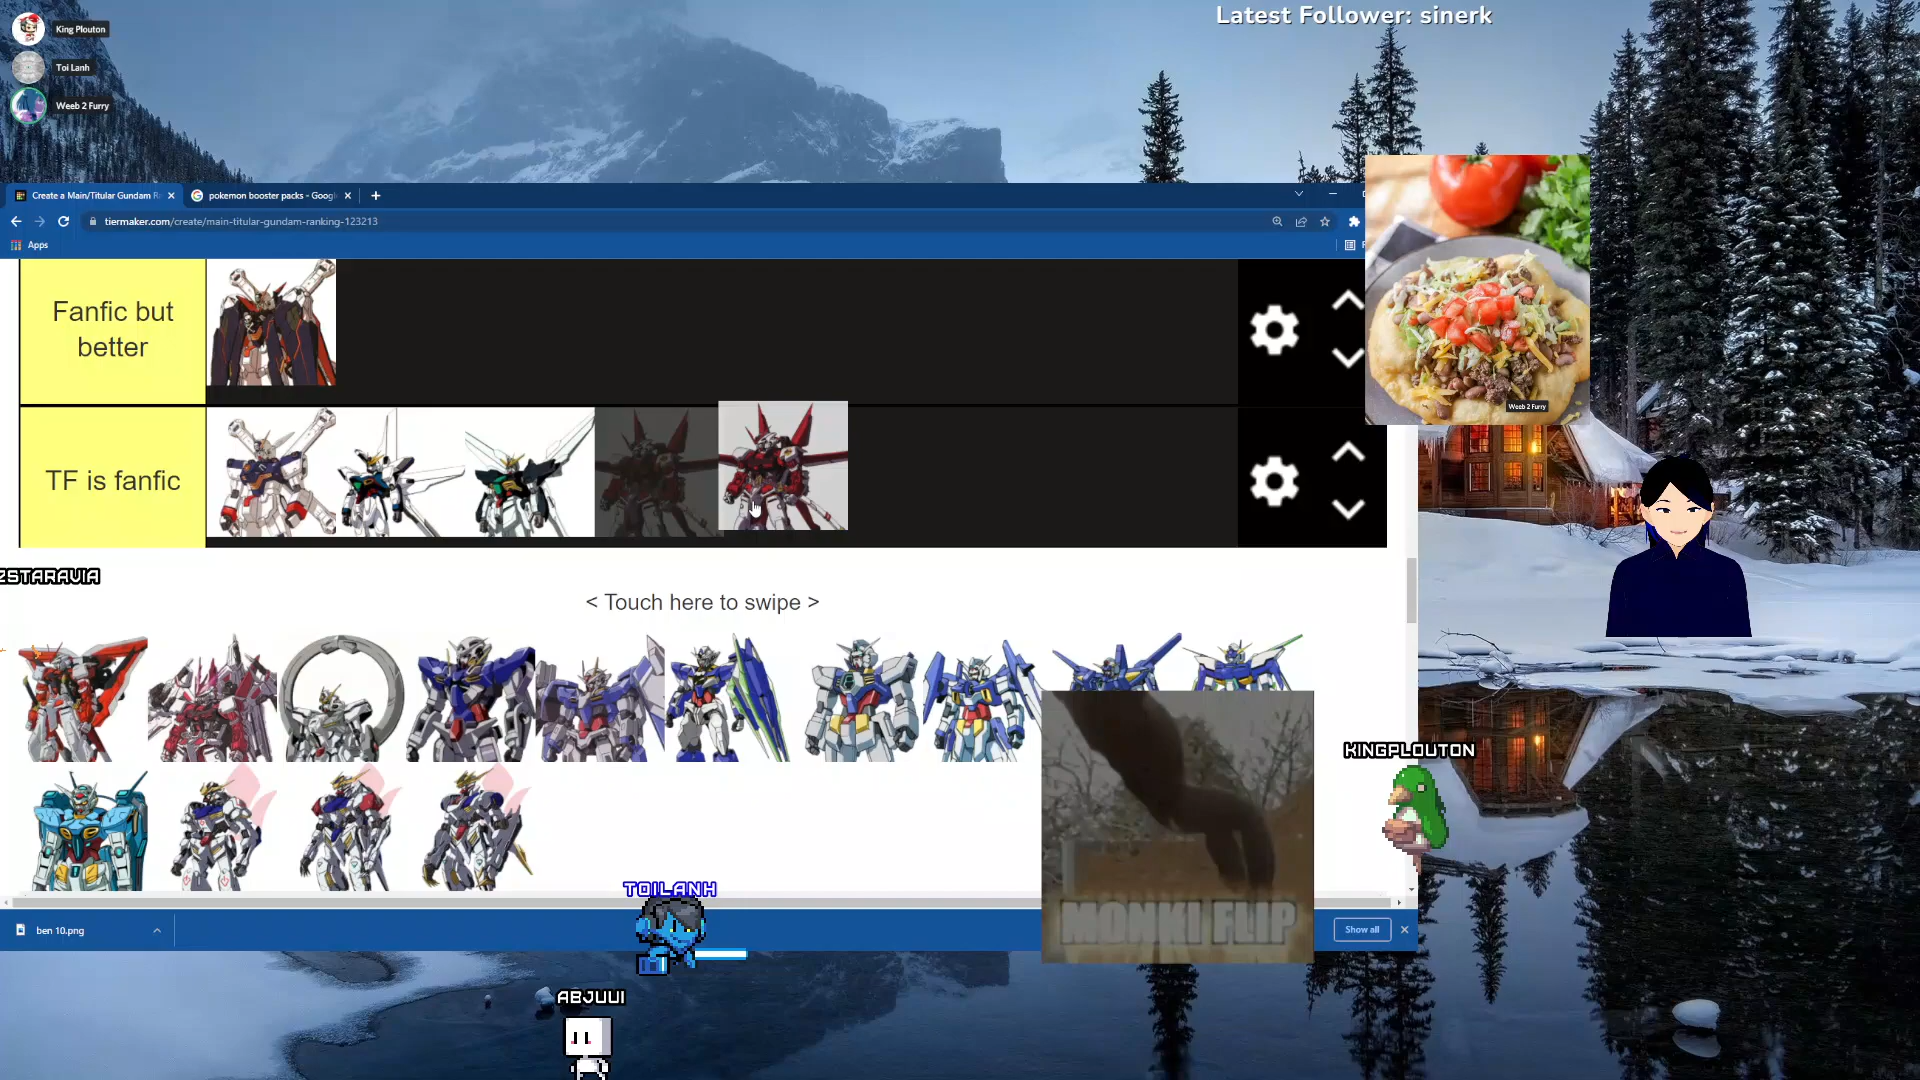 Latest Follower: sinerk
King Plouton
Toi Lanh
Weeb 2 Furry
Create a Main/Titular Gundam R
pokemon booster packs - Goog
tiermaker.com/create/main-titular-gundam-ranking-123213
Apps
Fanfic but
better
Weeb 2 Furry
TF is fanfic
ZSTARAVIA
< Touch here to swipe >
KINGPLOUTON
MONKI FLIP
TOILANH
ben 10.png
Show all
ABJUUI